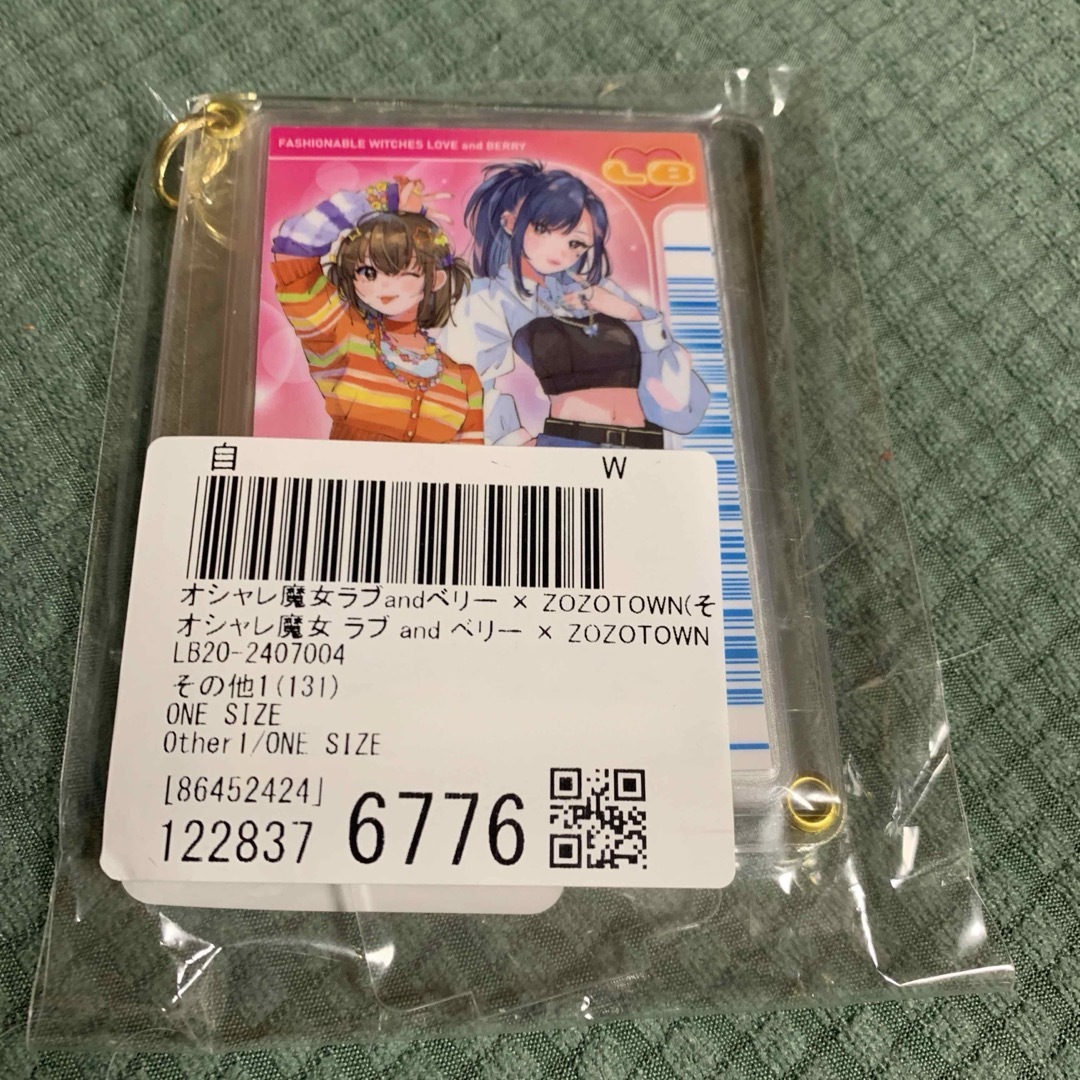 FASHIONABLE WITCHES LOVE and BERRY
LB
自 W
オシャレ魔女ラブandベリー × ZOZOTOWN(そ
オシャレ魔女 ラブ and ベリー × ZOZOTOWN
LB20-2407004
その他1(131)
ONE SIZE
Other1/ONE SIZE
[86452424]
122837 6776